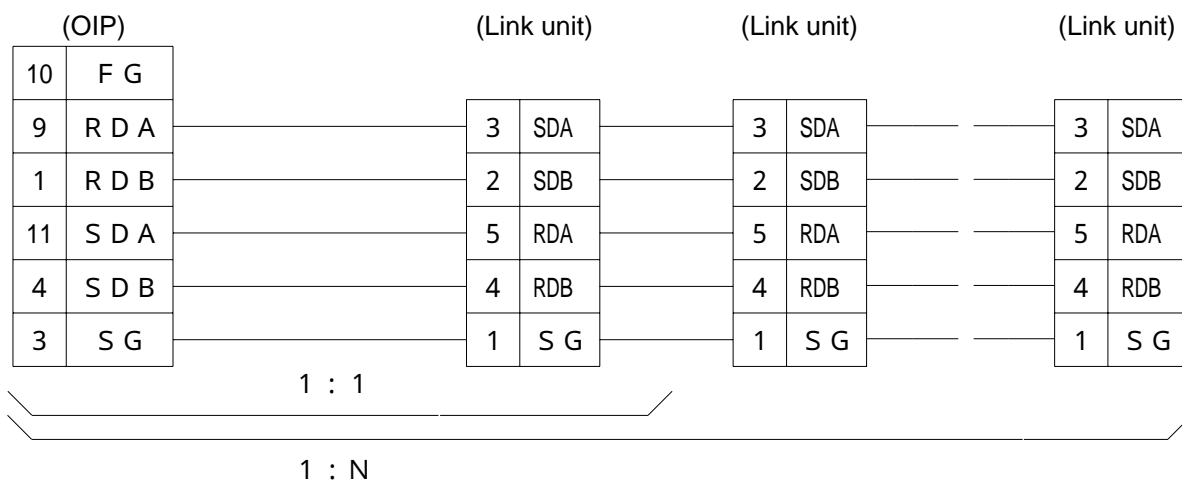 (OIP) (Link unit) (Link unit) (Link unit)
10 F G
9 R D A 3 SDA 3 SDA 3 SDA
1 R D B 2 SDB 2 SDB 2 SDB
11 S D A 5 RDA 5 RDA 5 RDA
4 S D B 4 RDB 4 RDB 4 RDB
3 S G 1 S G 1 S G 1 S G
1 : 1
1 : N